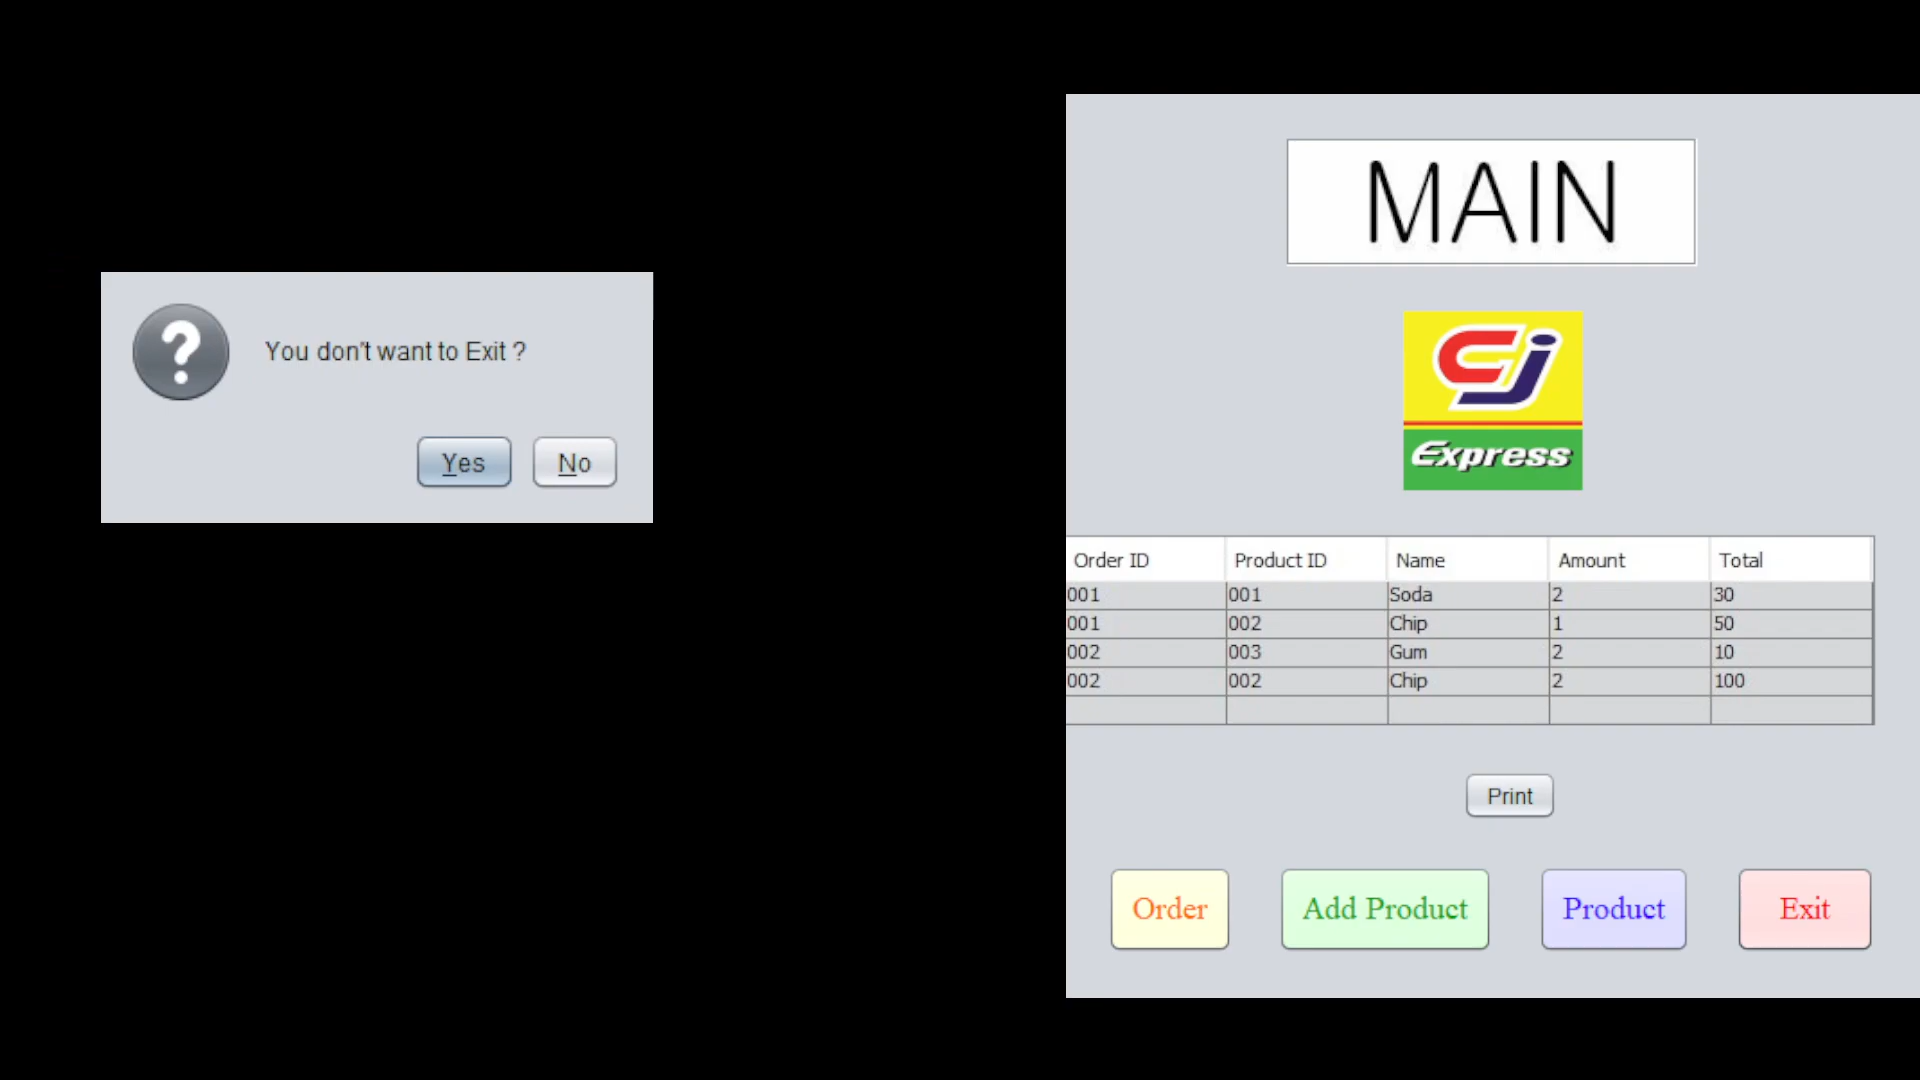 You don't want to Exit ?
Yes No
MAIN
CJ
Express
Order ID Product ID Name Amount Total
001 001 Soda 2 30
001 002 Chip 1 50
002 003 Gum 2 10
002 002 Chip 2 100
Print
Order Add Product Product Exit